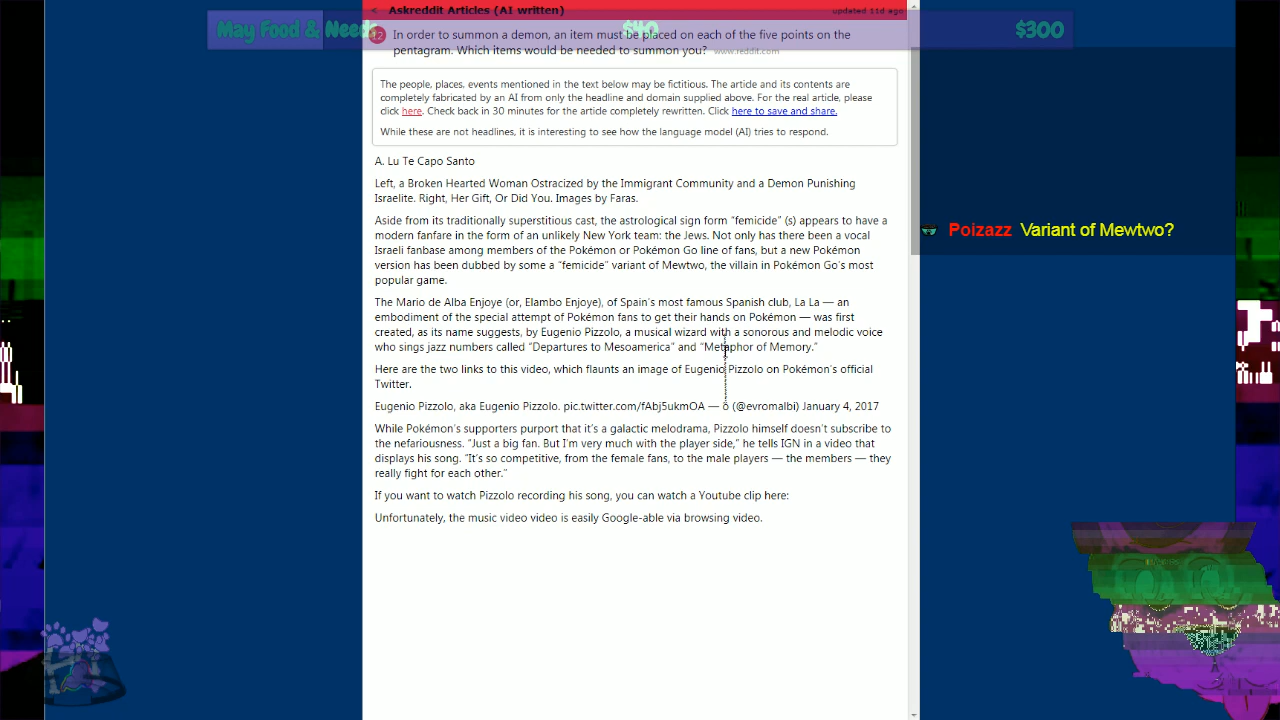 < Askreddit Articles (AI written) updated 11d ago
May Food & Needs $40 $300
12 In order to summon a demon, an item must be placed on each of the five points on the
pentagram. Which items would be needed to summon you? www.reddit.com
The people, places, events mentioned in the text below may be fictitious. The article and its contents are
completely fabricated by an AI from only the headline and domain supplied above. For the real article, please
click here. Check back in 30 minutes for the article completely rewritten. Click here to save and share.
While these are not headlines, it is interesting to see how the language model (AI) tries to respond.
A. Lu Te Capo Santo
Left, a Broken Hearted Woman Ostracized by the Immigrant Community and a Demon Punishing
Israelite. Right, Her Gift, Or Did You. Images by Faras.
Aside from its traditionally superstitious cast, the astrological sign form “femicide” (s) appears to have a
modern fanfare in the form of an unlikely New York team: the Jews. Not only has there been a vocal
Israeli fanbase among members of the Pokémon or Pokémon Go line of fans, but a new Pokémon
version has been dubbed by some a “femicide” variant of Mewtwo, the villain in Pokémon Go’s most
popular game.
The Mario de Alba Enjoye (or, Elambo Enjoye), of Spain’s most famous Spanish club, La La — an
embodiment of the special attempt of Pokémon fans to get their hands on Pokémon — was first
created, as its name suggests, by Eugenio Pizzolo, a musical wizard with a sonorous and melodic voice
who sings jazz numbers called “Departures to Mesoamerica” and “Metaphor of Memory.”
Here are the two links to this video, which flaunts an image of Eugenio Pizzolo on Pokémon’s official
Twitter.
Eugenio Pizzolo, aka Eugenio Pizzolo. pic.twitter.com/fAbj5ukmOA — ò (@evromalbi) January 4, 2017
While Pokémon’s supporters purport that it’s a galactic melodrama, Pizzolo himself doesn’t subscribe to
the nefariousness. “Just a big fan. But I’m very much with the player side,” he tells IGN in a video that
displays his song. “It’s so competitive, from the female fans, to the male players — the members — they
really fight for each other.”
If you want to watch Pizzolo recording his song, you can watch a Youtube clip here:
Unfortunately, the music video video is easily Google-able via browsing video.
Poizazz Variant of Mewtwo?